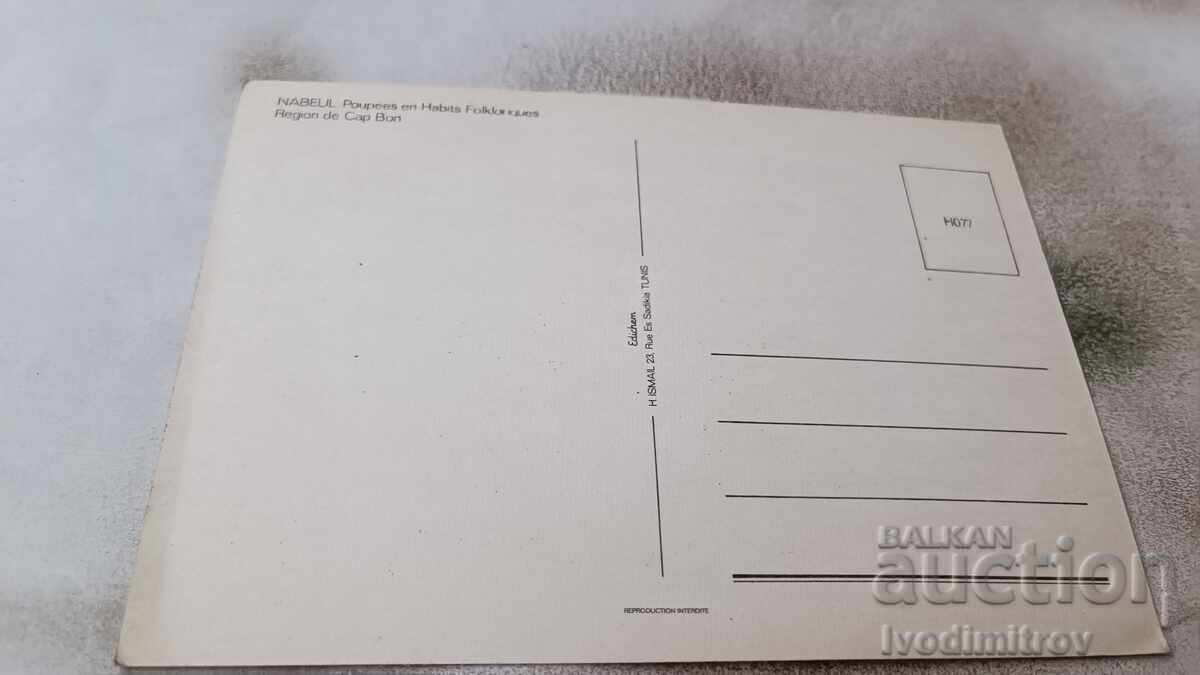 NABEUL Poupees en Habits Folkloriques
Region de Cap Bon
H077
Edichem
H. ISMAIL 23, Rue Es Sadikia TUNIS
REPRODUCTION INTERDITE
BALKAN
auction
Ivodimitrov